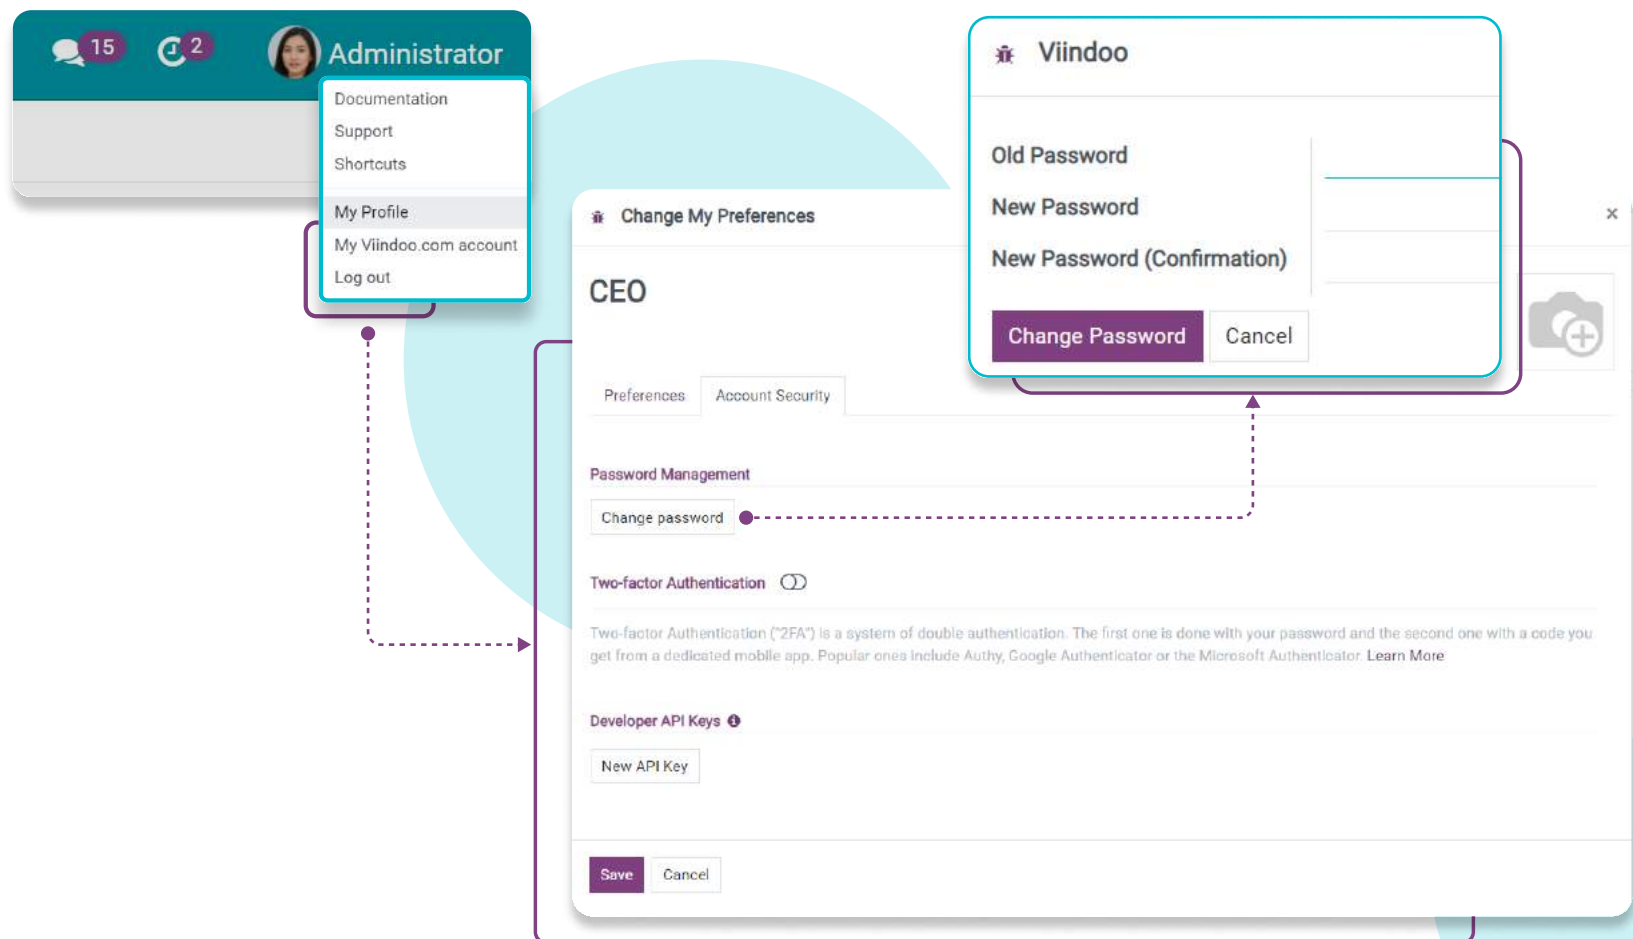 15
2
Administrator
Documentation
Support
Shortcuts
My Profile
My Viindoo.com account
Log out
Viindoo
Old Password
New Password
New Password (Confirmation)
Change Password
Cancel
Change My Preferences
×
CEO
Preferences
Account Security
Password Management
Change password
Two-factor Authentication
Two-factor Authentication ("2FA") is a system of double authentication. The first one is done with your password and the second one with a code you
get from a dedicated mobile app. Popular ones include Authy, Google Authenticator or the Microsoft Authenticator. Learn More
Developer API Keys
New API Key
Save
Cancel